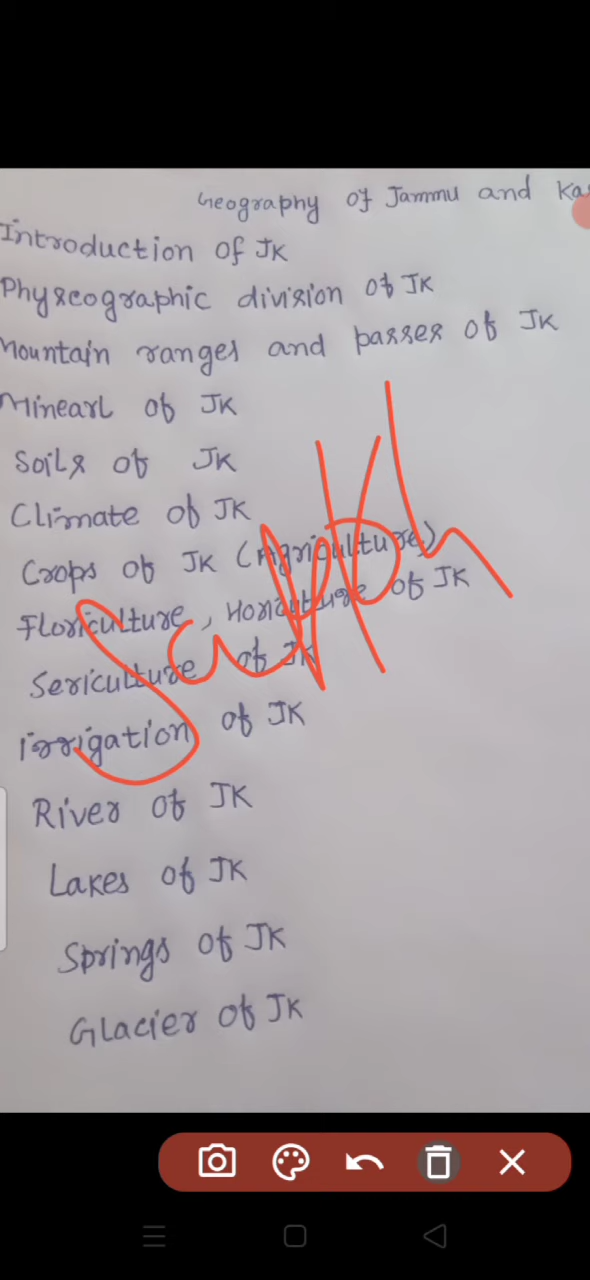 Geography of Jammu and Ka
Introduction of JK
Physeographic division of JK
Mountain ranges and passes of JK
Minearl of JK
Soils of JK
Climate of JK
Crops of JK (Agriculture)
Floriculture, of JK
Sericulture of JK
irrigation of JK
River of JK
Lakes of JK
Springs of JK
Glacier of JK